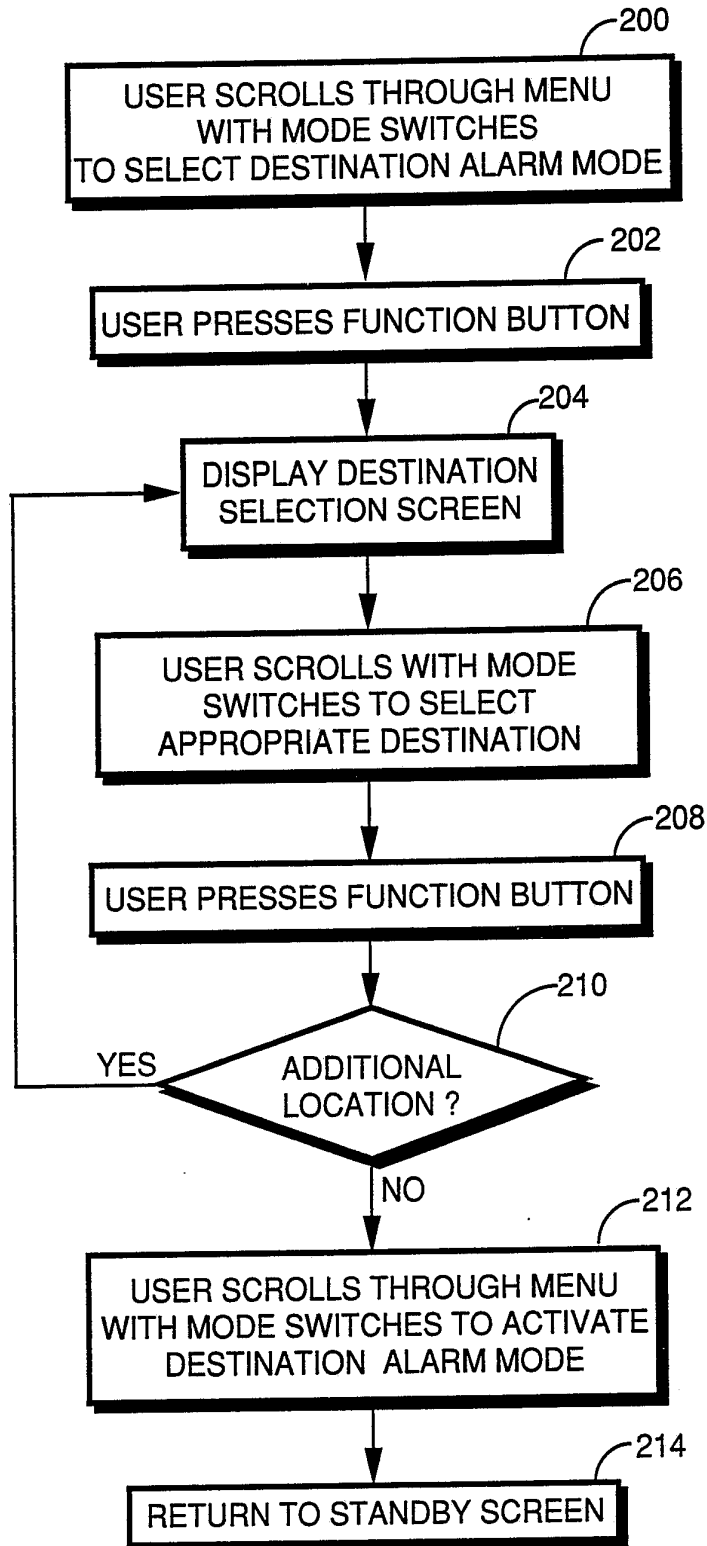 200
USER SCROLLS THROUGH MENU
WITH MODE SWITCHES
TO SELECT DESTINATION ALARM MODE
202
USER PRESSES FUNCTION BUTTON
204
DISPLAY DESTINATION
SELECTION SCREEN
206
USER SCROLLS WITH MODE
SWITCHES TO SELECT
APPROPRIATE DESTINATION
208
USER PRESSES FUNCTION BUTTON
210
YES
ADDITIONAL
LOCATION ?
NO
212
USER SCROLLS THROUGH MENU
WITH MODE SWITCHES TO ACTIVATE
DESTINATION ALARM MODE
214
RETURN TO STANDBY SCREEN